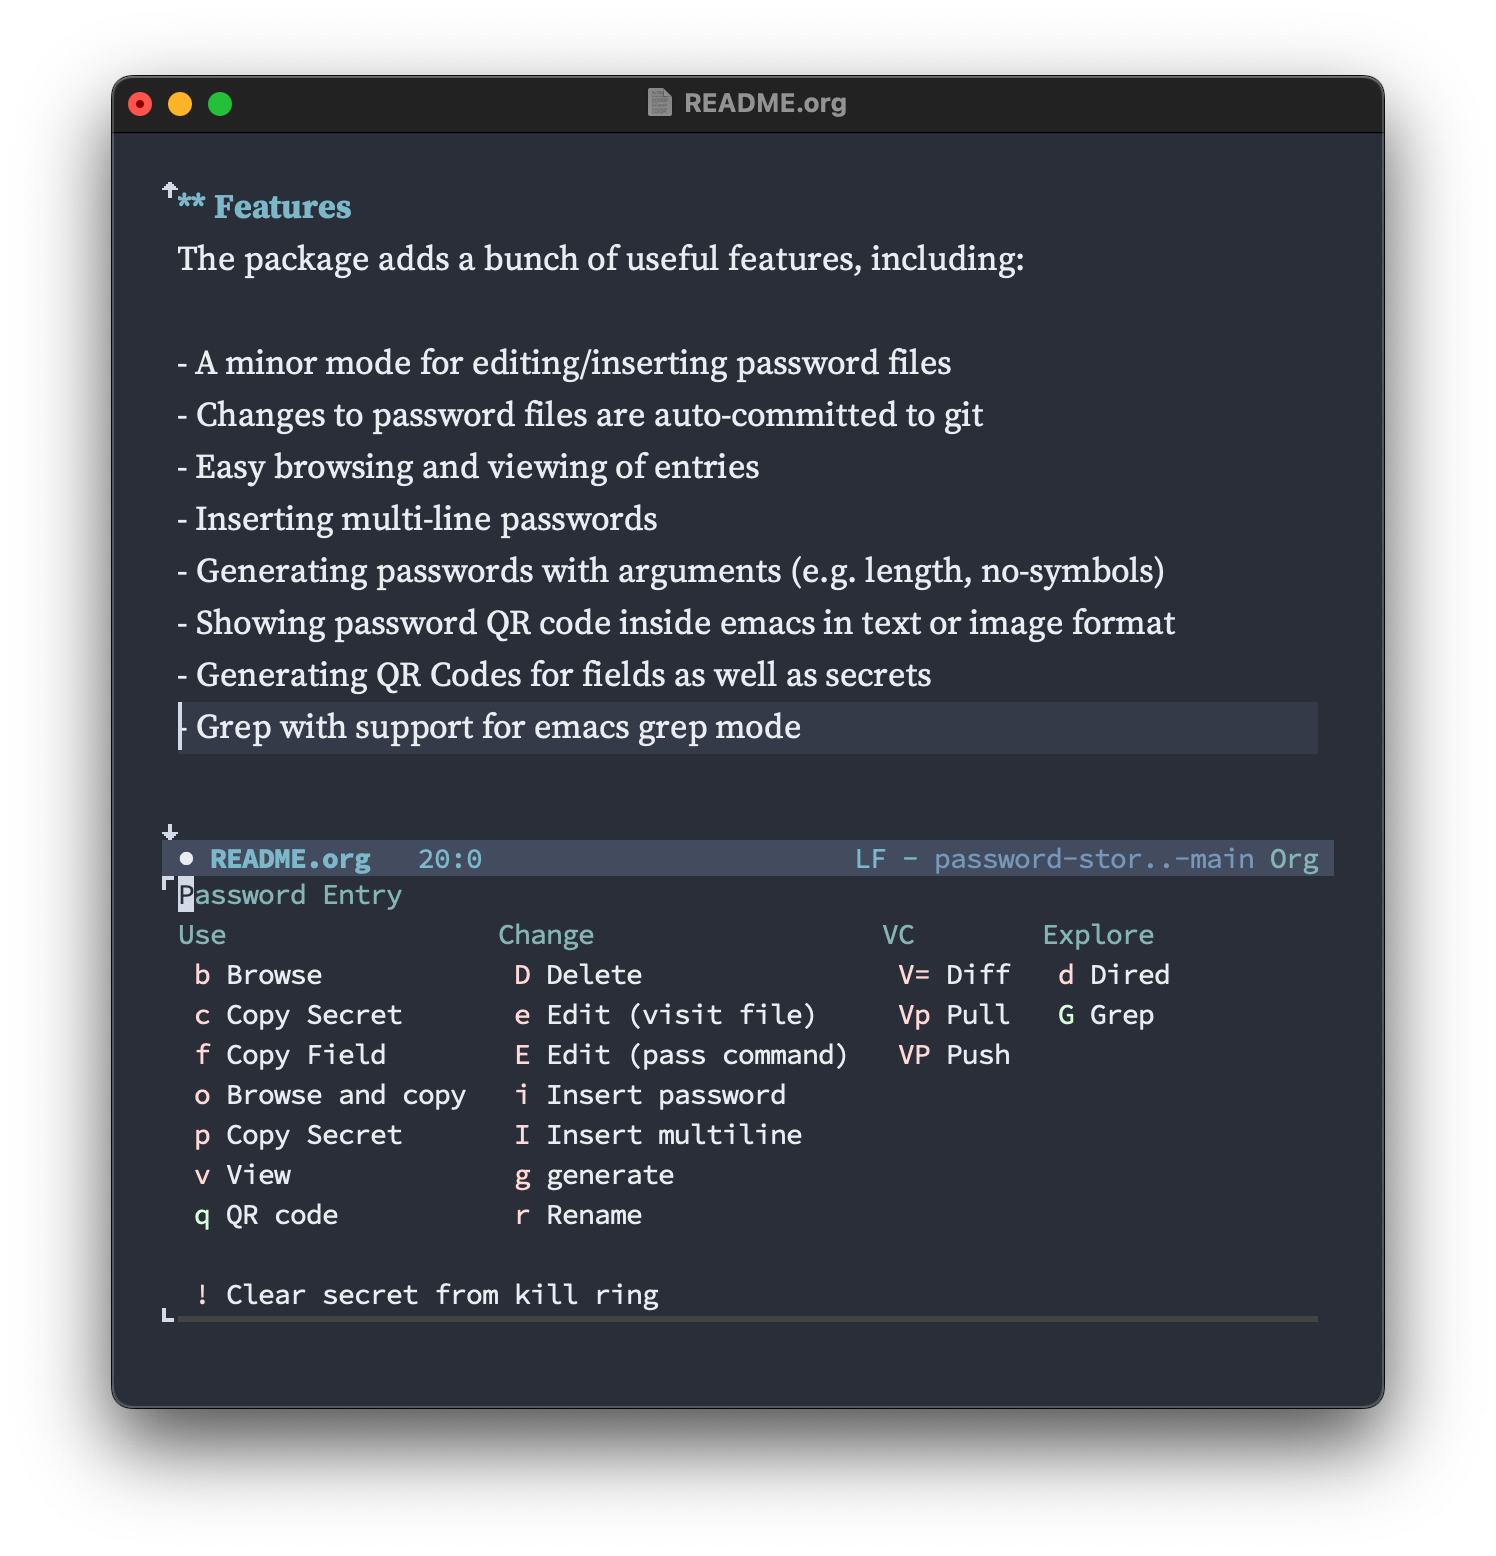 README.org
** Features
The package adds a bunch of useful features, including:
- A minor mode for editing/inserting password files
- Changes to password files are auto-committed to git
- Easy browsing and viewing of entries
- Inserting multi-line passwords
- Generating passwords with arguments (e.g. length, no-symbols)
- Showing password QR code inside emacs in text or image format
- Generating QR Codes for fields as well as secrets
- Grep with support for emacs grep mode
● README.org 20:0 LF - password-stor..-main Org
Password Entry
Use Change VC Explore
b Browse D Delete V= Diff d Dired
c Copy Secret e Edit (visit file) Vp Pull G Grep
f Copy Field E Edit (pass command) VP Push
o Browse and copy i Insert password
p Copy Secret I Insert multiline
v View g generate
q QR code r Rename
! Clear secret from kill ring